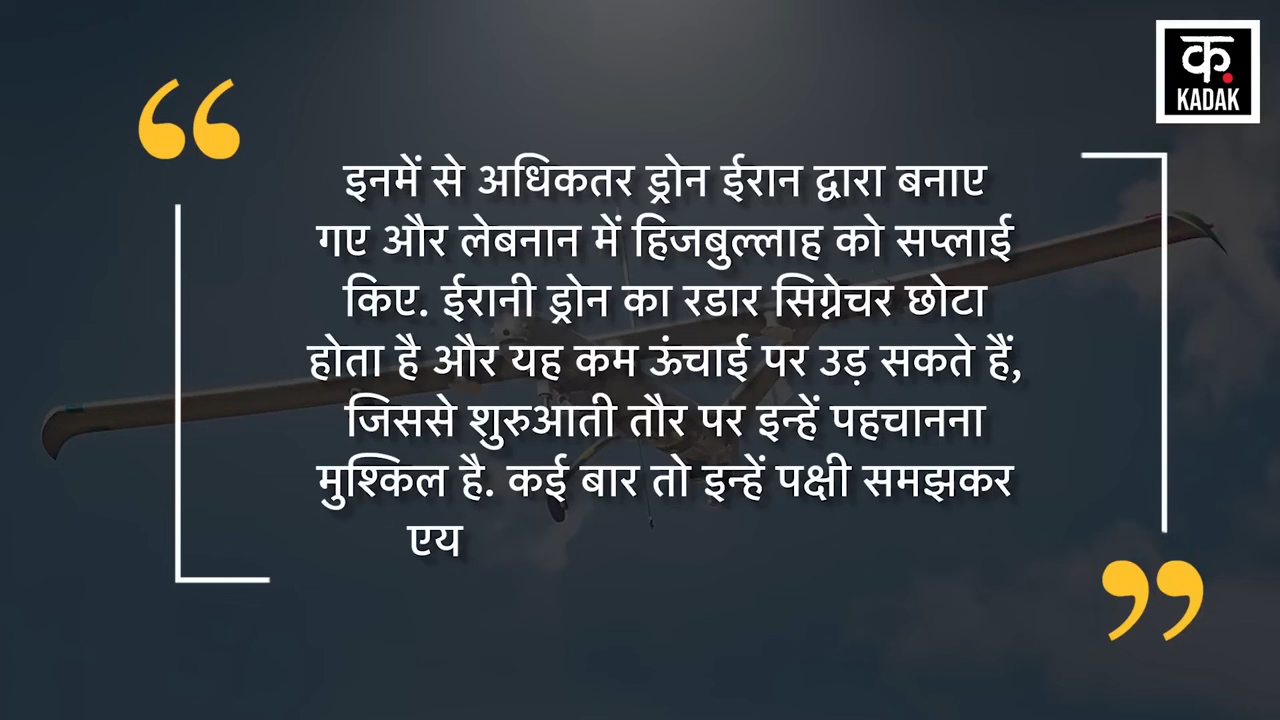 क.
KADAK
इनमें से अधिकतर ड्रोन ईरान द्वारा बनाए
गए और लेबनान में हिजबुल्लाह को सप्लाई
किए. ईरानी ड्रोन का रडार सिग्नेचर छोटा
होता है और यह कम ऊंचाई पर उड़ सकते हैं,
जिससे शुरुआती तौर पर इन्हें पहचानना
मुश्किल है. कई बार तो इन्हें पक्षी समझकर
एय